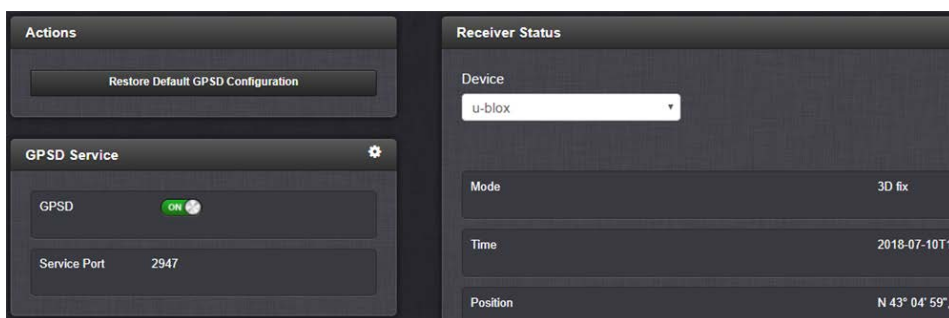 Actions
Restore Default GPSD Configuration
GPSD Service
GPSD ON
Service Port 2947
Receiver Status
Device
u-blox
Mode 3D fix
Time 2018-07-10T1
Position N 43° 04' 59"